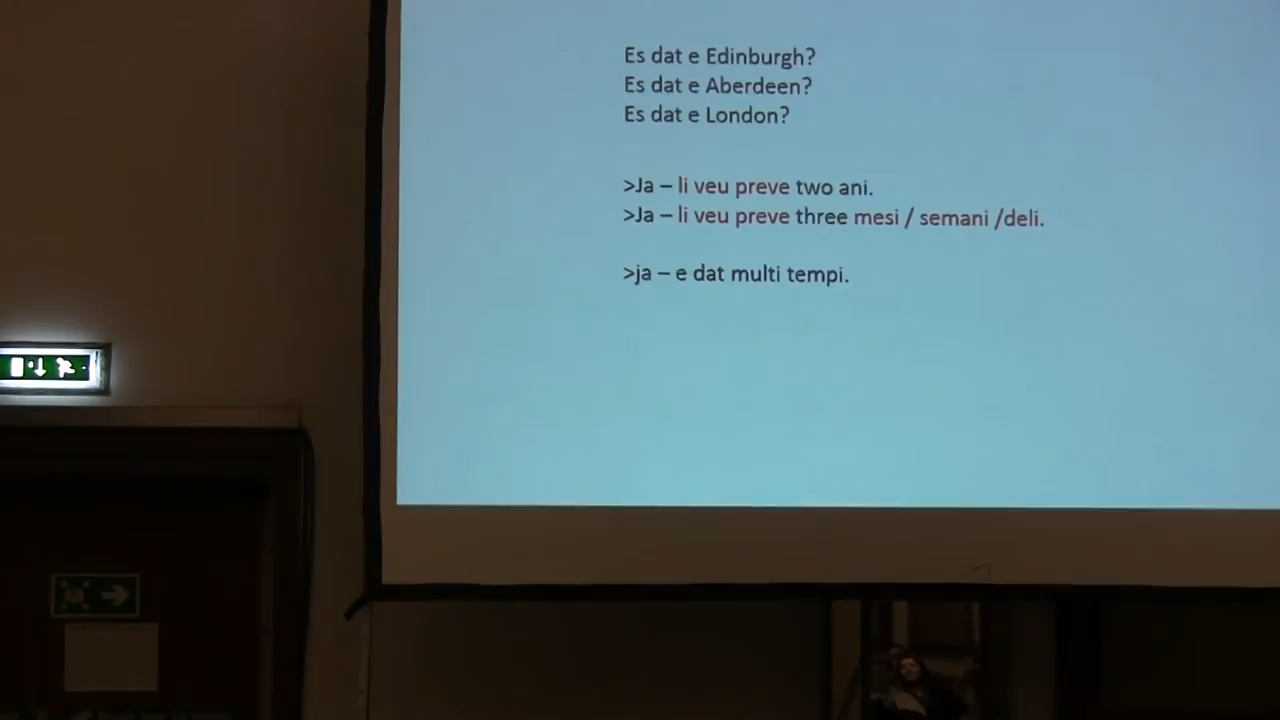 Es dat e Edinburgh?
Es dat e Aberdeen?
Es dat e London?
>Ja – li veu preve two ani.
>Ja – li veu preve three mesi / semani /deli.
>ja – e dat multi tempi.